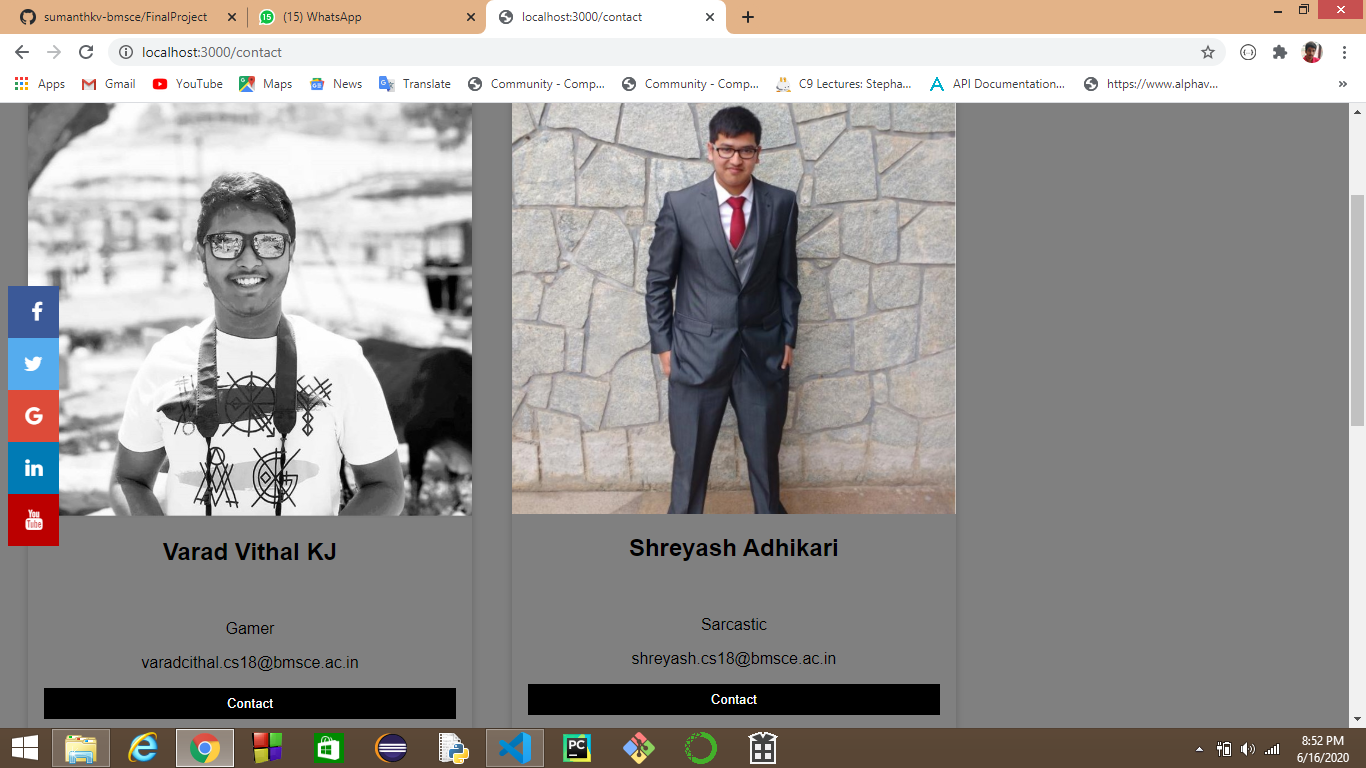 sumanthkv-bmsce/FinalProject
(15) WhatsApp
localhost:3000/contact
localhost:3000/contact
Apps
Gmail
YouTube
Maps
News
Translate
Community - Comp...
Community - Comp...
C9 Lectures: Stepha...
API Documentation...
https://www.alphav...
Varad Vithal KJ
Gamer
varadcithal.cs18@bmsce.ac.in
Contact
Shreyash Adhikari
Sarcastic
shreyash.cs18@bmsce.ac.in
Contact
You
Tube
PC
8:52 PM
6/16/2020